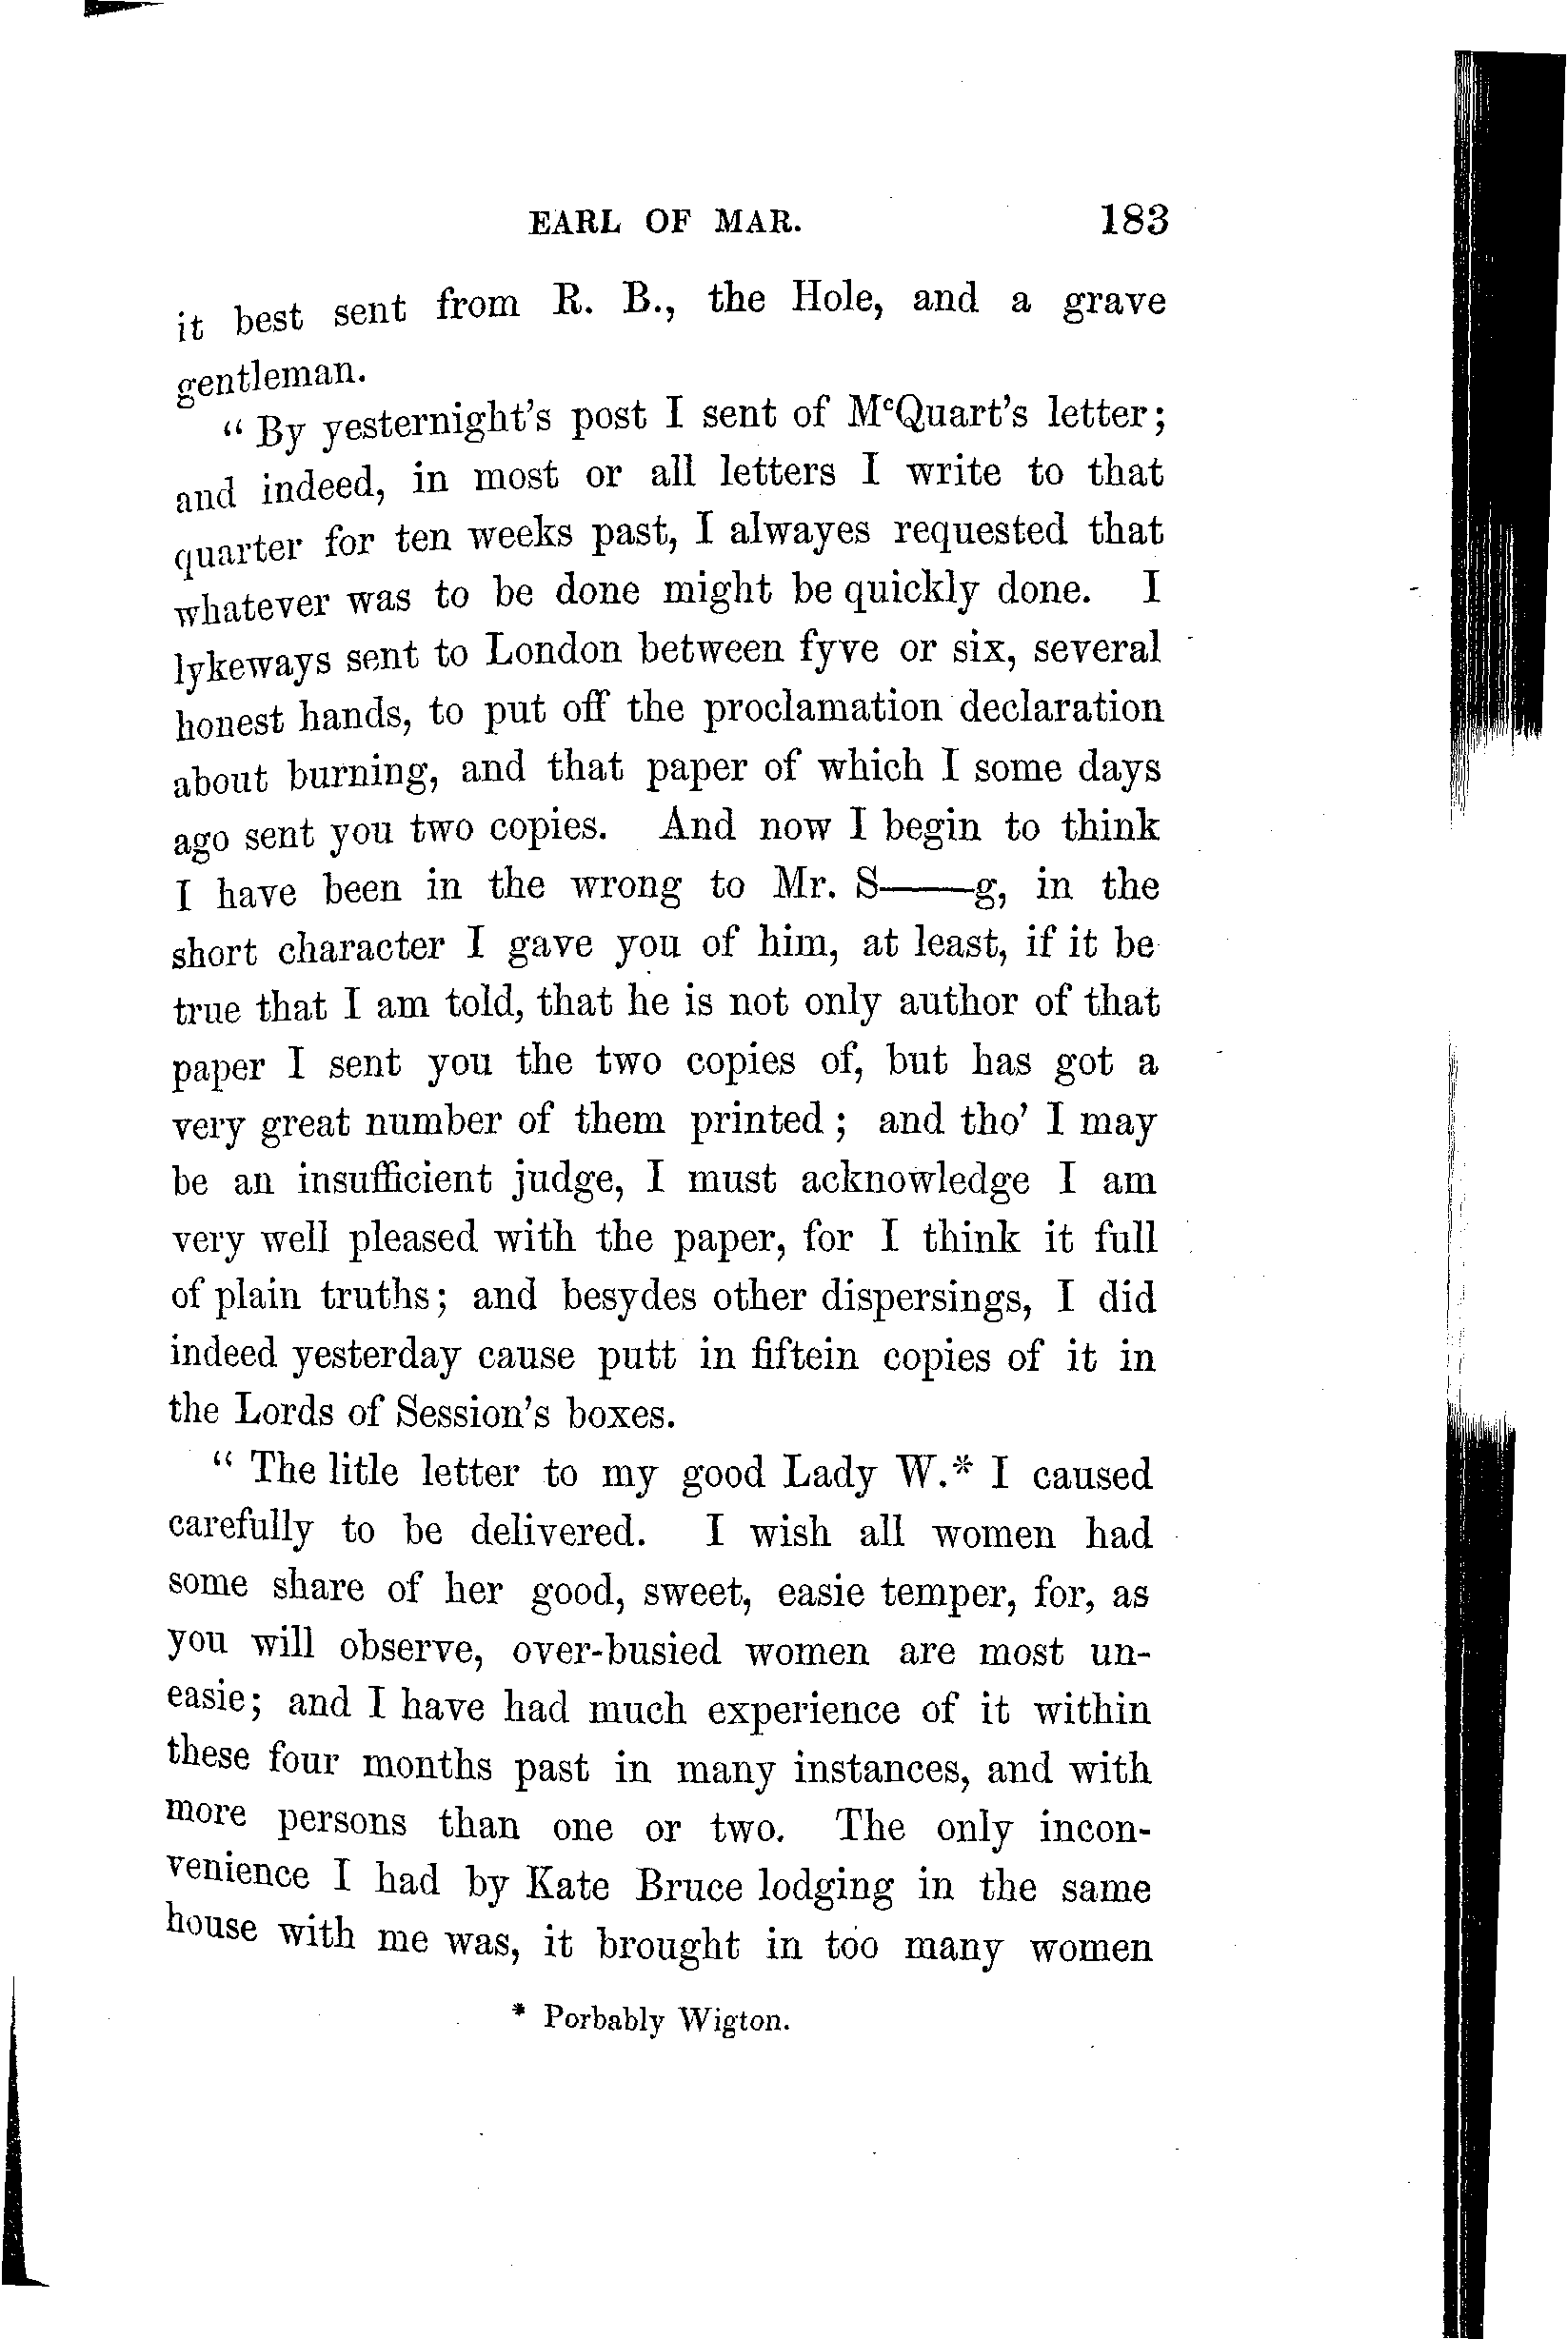 EARL OF MAR. 183
it best sent from R. B., the Hole, and a grave
gentleman.
“ By yesternight's post I sent of McQuart's letter;
and indeed, in most or all letters I write to that
quarter for ten weeks past, I alwayes requested that
whatever was to be done might be quickly done. I
lykeways sent to London between fyve or six, several
honest hands, to put off the proclamation declaration
about burning, and that paper of which I some days
ago sent you two copies. And now I begin to think
I have been in the wrong to Mr. S——g, in the
short character I gave you of him, at least, if it be
true that I am told, that he is not only author of that
paper I sent you the two copies of, but has got a
very great number of them printed; and tho' I may
be an insufficient judge, I must acknowledge I am
very well pleased with the paper, for I think it full
of plain truths; and besydes other dispersings, I did
indeed yesterday cause putt in fiftein copies of it in
the Lords of Session's boxes.
“ The litle letter to my good Lady W.* I caused
carefully to be delivered. I wish all women had
some share of her good, sweet, easie temper, for, as
you will observe, over-busied women are most un-
easie; and I have had much experience of it within
these four months past in many instances, and with
more persons than one or two. The only incon-
venience I had by Kate Bruce lodging in the same
house with me was, it brought in too many women
* Porbably Wigton.